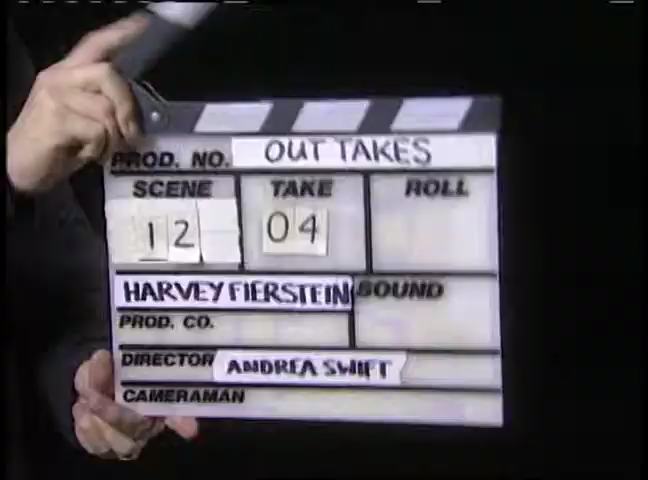 PROD. NO. OUT TAKES
SCENE TAKE ROLL
12 04
HARVEY FIERSTEIN SOUND
PROD. CO.
DIRECTOR ANDREA SWIFT
CAMERAMAN